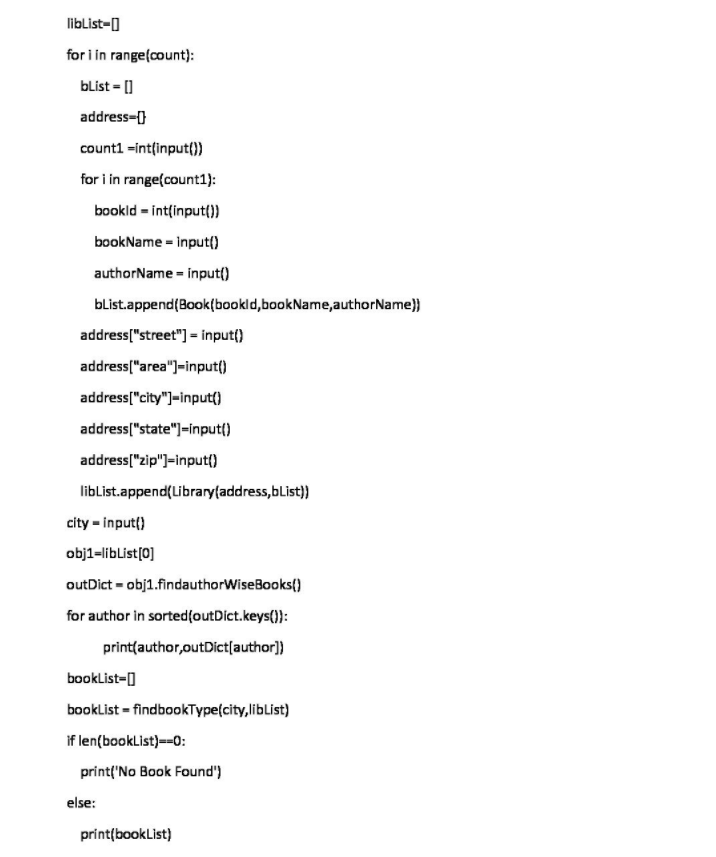 libList=[]
for i in range(count):
bList = []
address={}
count1 =int(input())
for i in range(count1):
bookId = int(input())
bookName = input()
authorName = input()
bList.append(Book(bookId,bookName,authorName))
address["street"] = input()
address["area"]=input()
address["city"]=input()
address["state"]=input()
address["zip"]=input()
libList.append(Library(address,bList))
city = input()
obj1=libList[0]
outDict = obj1.findauthorWiseBooks()
for author in sorted(outDict.keys()):
print(author,outDict[author])
bookList=[]
bookList = findbookType(city,libList)
if len(bookList)==0:
print('No Book Found')
else:
print(bookList)